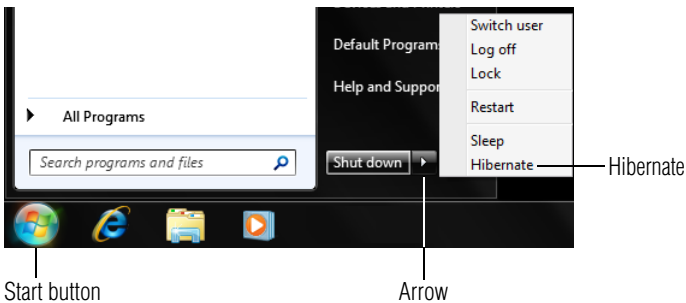 Switch user
Default Programs
Log off
Lock
Help and Suppor
Restart
All Programs
Sleep
Search programs and files
Shut down
Hibernate
Hibernate
Start button
Arrow